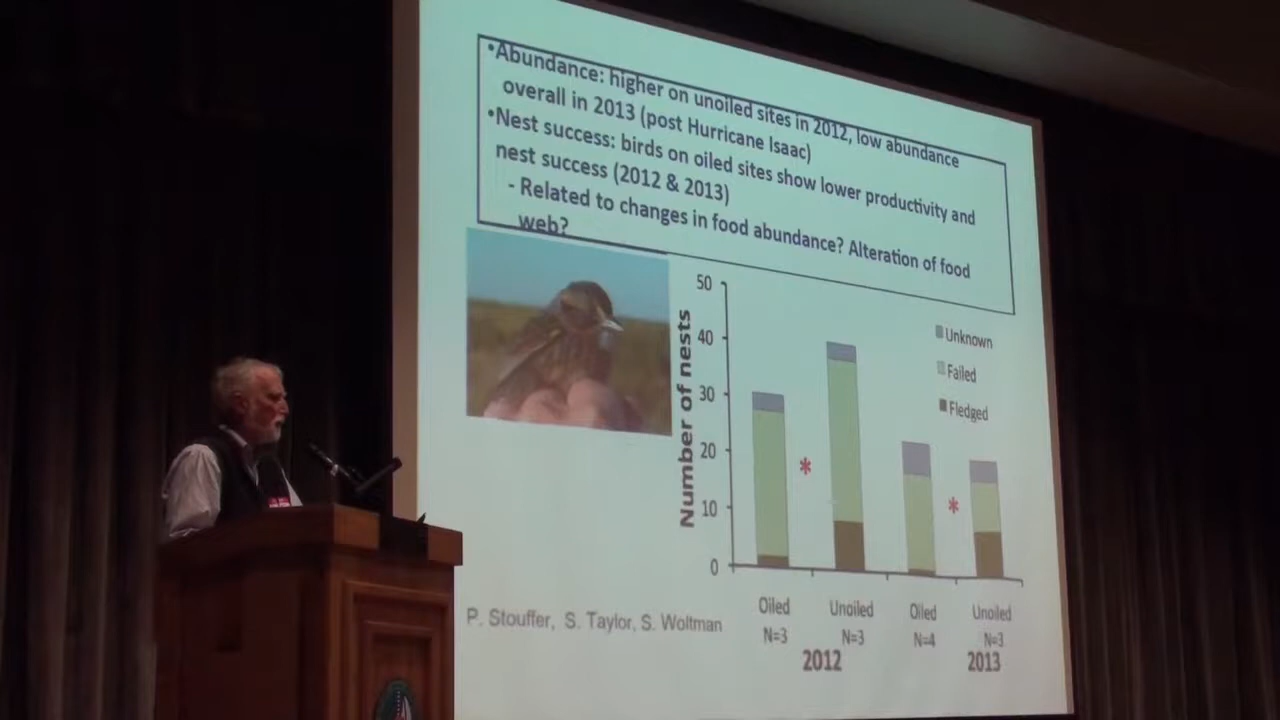 •Abundance: higher on unoiled sites in 2012, low abundance
overall in 2013 (post Hurricane Isaac)
•Nest success: birds on oiled sites show lower productivity and
nest success (2012 & 2013)
- Related to changes in food abundance? Alteration of food
web?
Number of nests
50
40
30
20
10
0
Unknown
Failed
Fledged
*
*
Oiled
N=3
Unoiled
N=3
Oiled
N=4
Unoiled
N=3
2012
2013
P. Stouffer, S. Taylor, S. Woltman